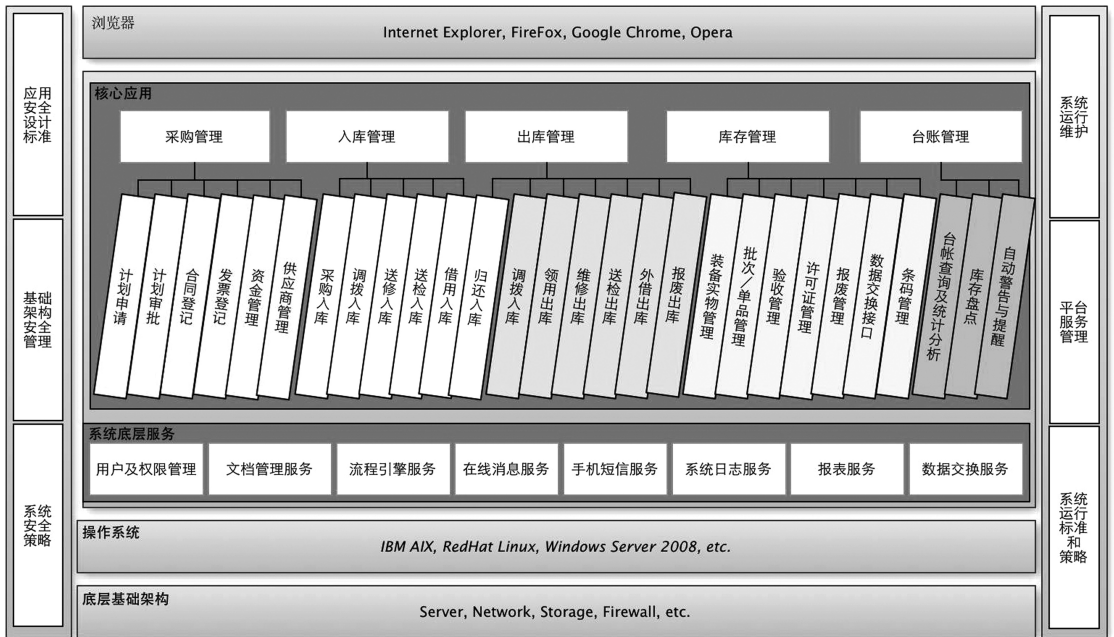 浏览器
Internet Explorer, FireFox, Google Chrome, Opera
应用
安全
设计
标准
基础
架构
安全
管理
系统
安全
策略
核心应用
采购管理
入库管理
出库管理
库存管理
台账管理
计划申请
计划审批
合同登记
发票登记
资金管理
供应商管理
采购入库
调拨入库
送修入库
送检入库
借用入库
归还入库
调拨入库
领用出库
维修出库
送检出库
外借出库
报废出库
装备实物管理
批次／单品管理
验收管理
许可证管理
报废管理
数据交换接口
条码管理
台帐查询及统计分析
库存盘点
自动警告与提醒
系统底层服务
用户及权限管理
文档管理服务
流程引擎服务
在线消息服务
手机短信服务
系统日志服务
报表服务
数据交换服务
操作系统
IBM AIX, RedHat Linux, Windows Server 2008, etc.
底层基础架构
Server, Network, Storage, Firewall, etc.
系统
运行
维护
平台
服务
管理
系统
运行
标准
和
策略